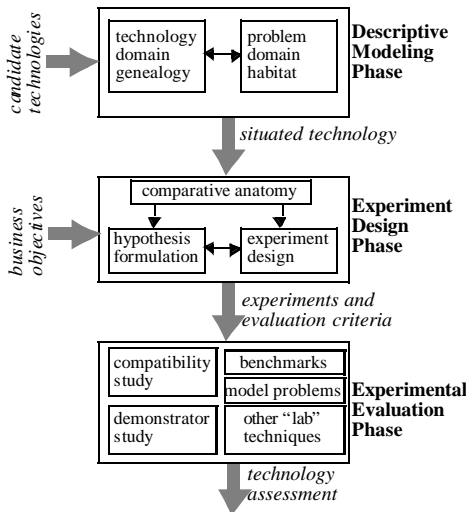 candidate
technologies
technology
domain
genealogy
problem
domain
habitat
Descriptive
Modeling
Phase
situated technology
business
objectives
comparative anatomy
hypothesis
formulation
experiment
design
Experiment
Design
Phase
experiments and
evaluation criteria
compatibility
study
benchmarks
model problems
demonstrator
study
other “lab”
techniques
Experimental
Evaluation
Phase
technology
assessment